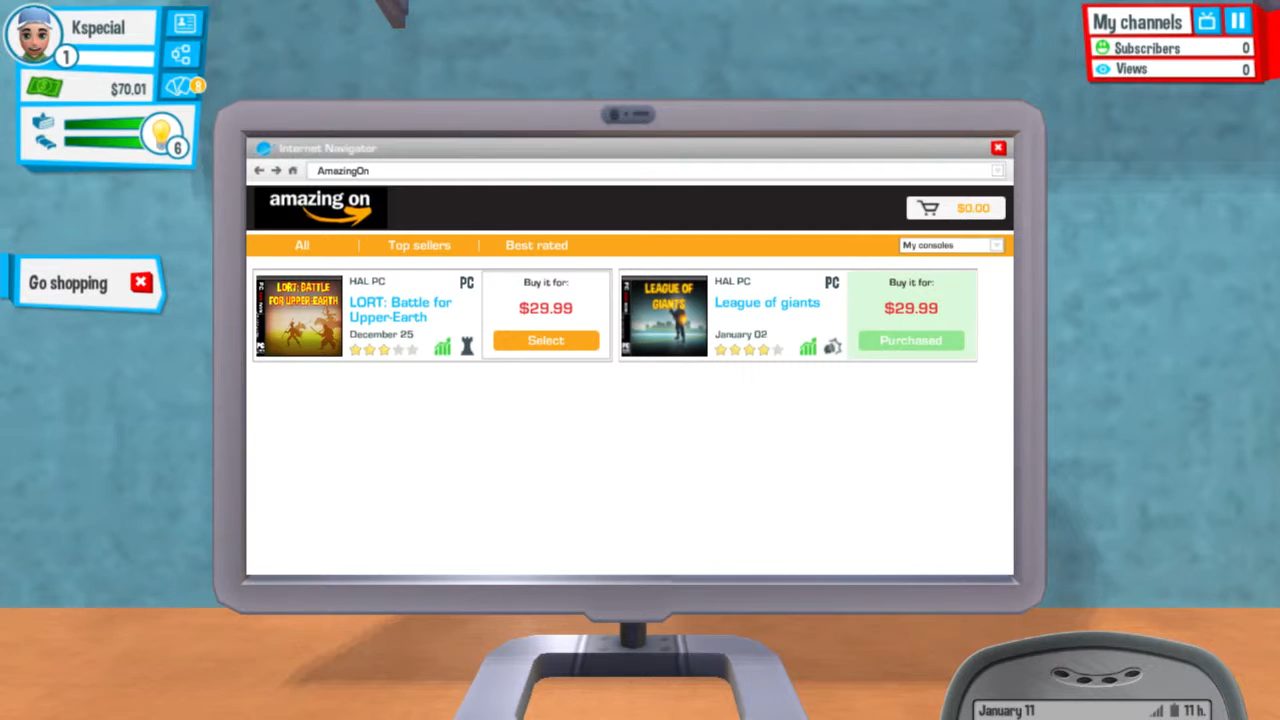 Kspecial
1
$70.01
8
6
My channels
Subscribers 0
Views 0
Go shopping
Internet Navigator
AmazingOn
amazing on
$0.00
All | Top sellers | Best rated
My consoles
LORT: BATTLE
FOR UPPER-EARTH
HAL PC PC
LORT: Battle for
Upper-Earth
December 25
Buy it for:
$29.99
Select
LEAGUE OF
GIANTS
HAL PC PC
League of giants
January 02
Buy it for:
$29.99
Purchased
January 11 11 h.